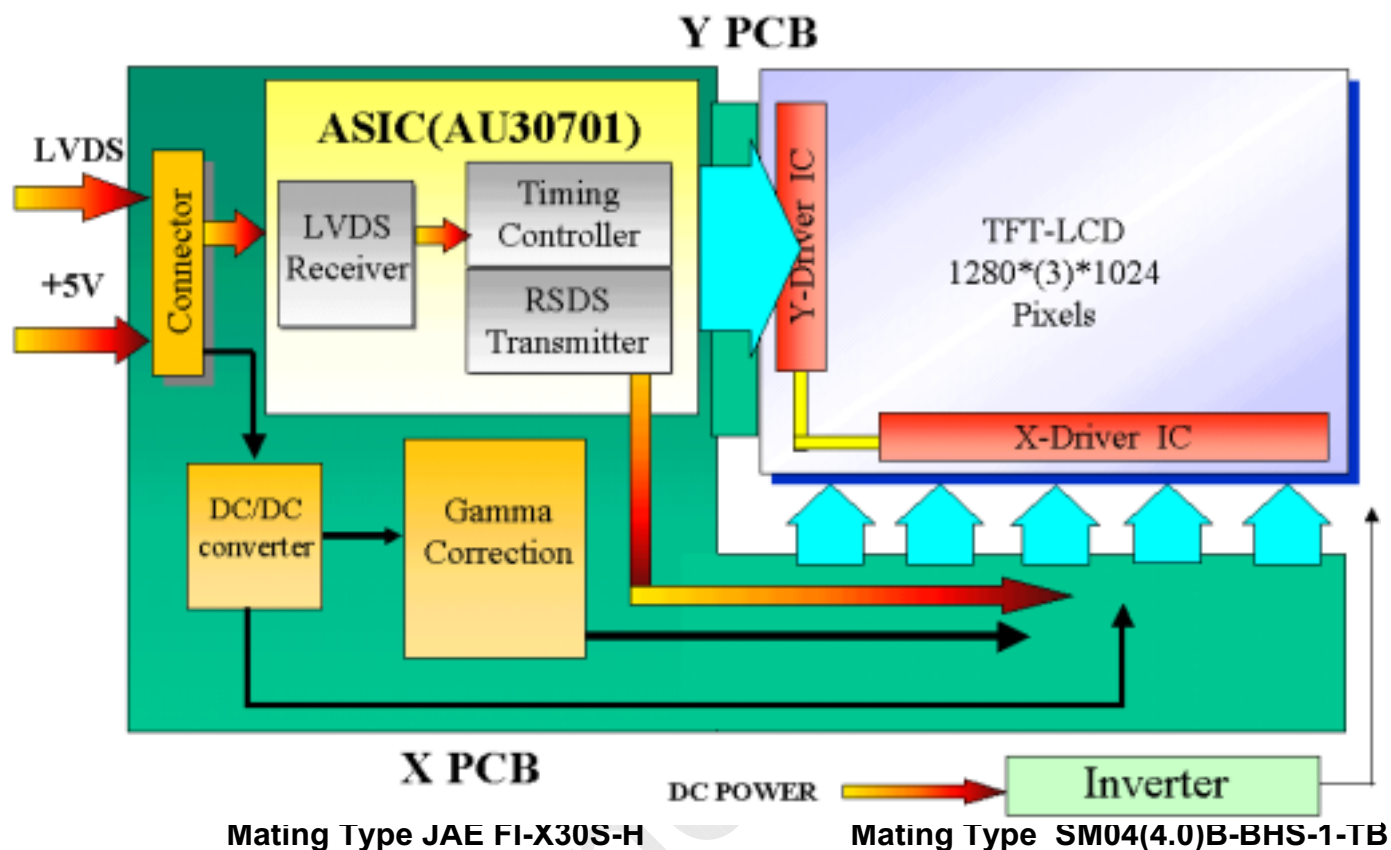 Y PCB
ASIC(AU30701)
LVDS
+5V
Connector
LVDS
Receiver
Timing
Controller
RSDS
Transmitter
Y-Driver IC
TFT-LCD
1280*(3)*1024
Pixels
X-Driver IC
DC/DC
converter
Gamma
Correction
X PCB
DC POWER
Inverter
Mating Type JAE FI-X30S-H
Mating Type SM04(4.0)B-BHS-1-TB